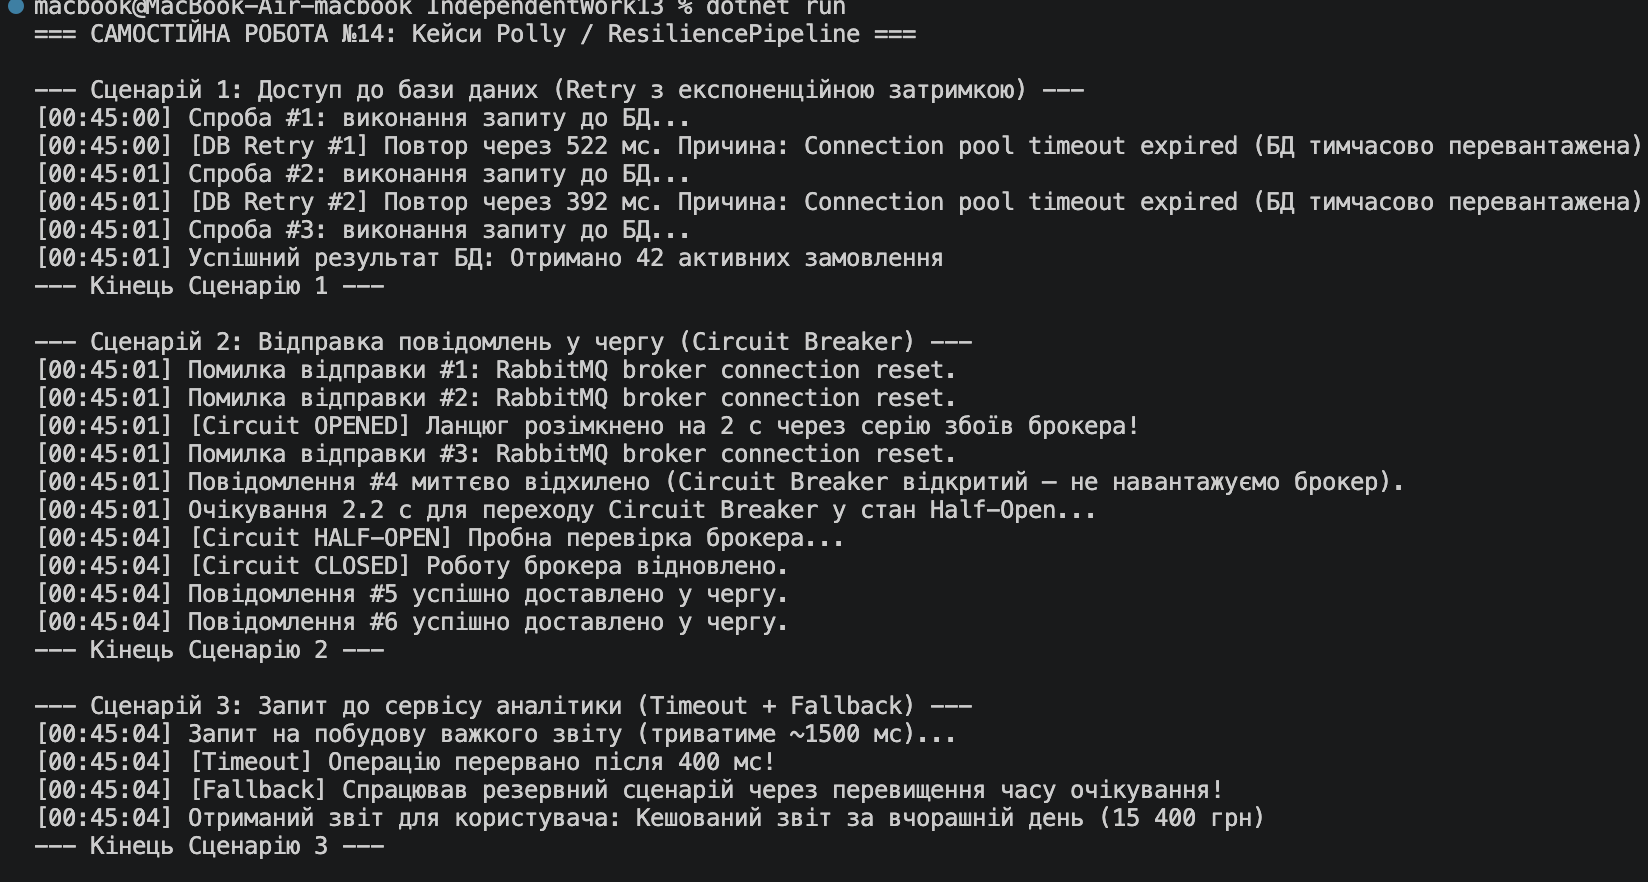 macbook@MacBook-Air-macbook IndependentWork13 % dotnet run
=== САМОСТІЙНА РОБОТА №14: Кейси Polly / ResiliencePipeline ===
--- Сценарій 1: Доступ до бази даних (Retry з експоненційною затримкою) ---
[00:45:00] Спроба #1: виконання запиту до БД...
[00:45:00] [DB Retry #1] Повтор через 522 мс. Причина: Connection pool timeout expired (БД тимчасово перевантажена)
[00:45:01] Спроба #2: виконання запиту до БД...
[00:45:01] [DB Retry #2] Повтор через 392 мс. Причина: Connection pool timeout expired (БД тимчасово перевантажена)
[00:45:01] Спроба #3: виконання запиту до БД...
[00:45:01] Успішний результат БД: Отримано 42 активних замовлення
--- Кінець Сценарію 1 ---
--- Сценарій 2: Відправка повідомлень у чергу (Circuit Breaker) ---
[00:45:01] Помилка відправки #1: RabbitMQ broker connection reset.
[00:45:01] Помилка відправки #2: RabbitMQ broker connection reset.
[00:45:01] [Circuit OPENED] Ланцюг розімкнено на 2 с через серію збоїв брокера!
[00:45:01] Помилка відправки #3: RabbitMQ broker connection reset.
[00:45:01] Повідомлення #4 миттєво відхилено (Circuit Breaker відкритий — не навантажуємо брокер).
[00:45:01] Очікування 2.2 с для переходу Circuit Breaker у стан Half-Open...
[00:45:04] [Circuit HALF-OPEN] Пробна перевірка брокера...
[00:45:04] [Circuit CLOSED] Роботу брокера відновлено.
[00:45:04] Повідомлення #5 успішно доставлено у чергу.
[00:45:04] Повідомлення #6 успішно доставлено у чергу.
--- Кінець Сценарію 2 ---
--- Сценарій 3: Запит до сервісу аналітики (Timeout + Fallback) ---
[00:45:04] Запит на побудову важкого звіту (триватиме ~1500 мс)...
[00:45:04] [Timeout] Операцію перервано після 400 мс!
[00:45:04] [Fallback] Спрацював резервний сценарій через перевищення часу очікування!
[00:45:04] Отриманий звіт для користувача: Кешований звіт за вчорашній день (15 400 грн)
--- Кінець Сценарію 3 ---